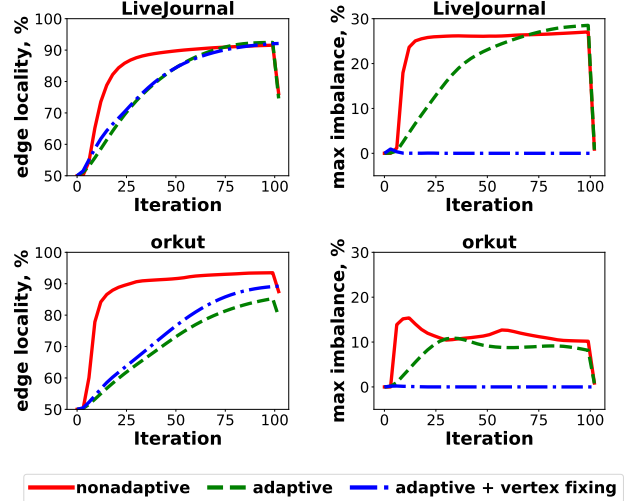 LiveJournal
edge locality, %
100
90
80
70
60
50
0 25 50 75 100
Iteration
LiveJournal
max imbalance, %
30
20
10
0
0 25 50 75 100
Iteration
orkut
edge locality, %
100
90
80
70
60
50
0 25 50 75 100
Iteration
orkut
max imbalance, %
30
20
10
0
0 25 50 75 100
Iteration
nonadaptive adaptive adaptive + vertex fixing